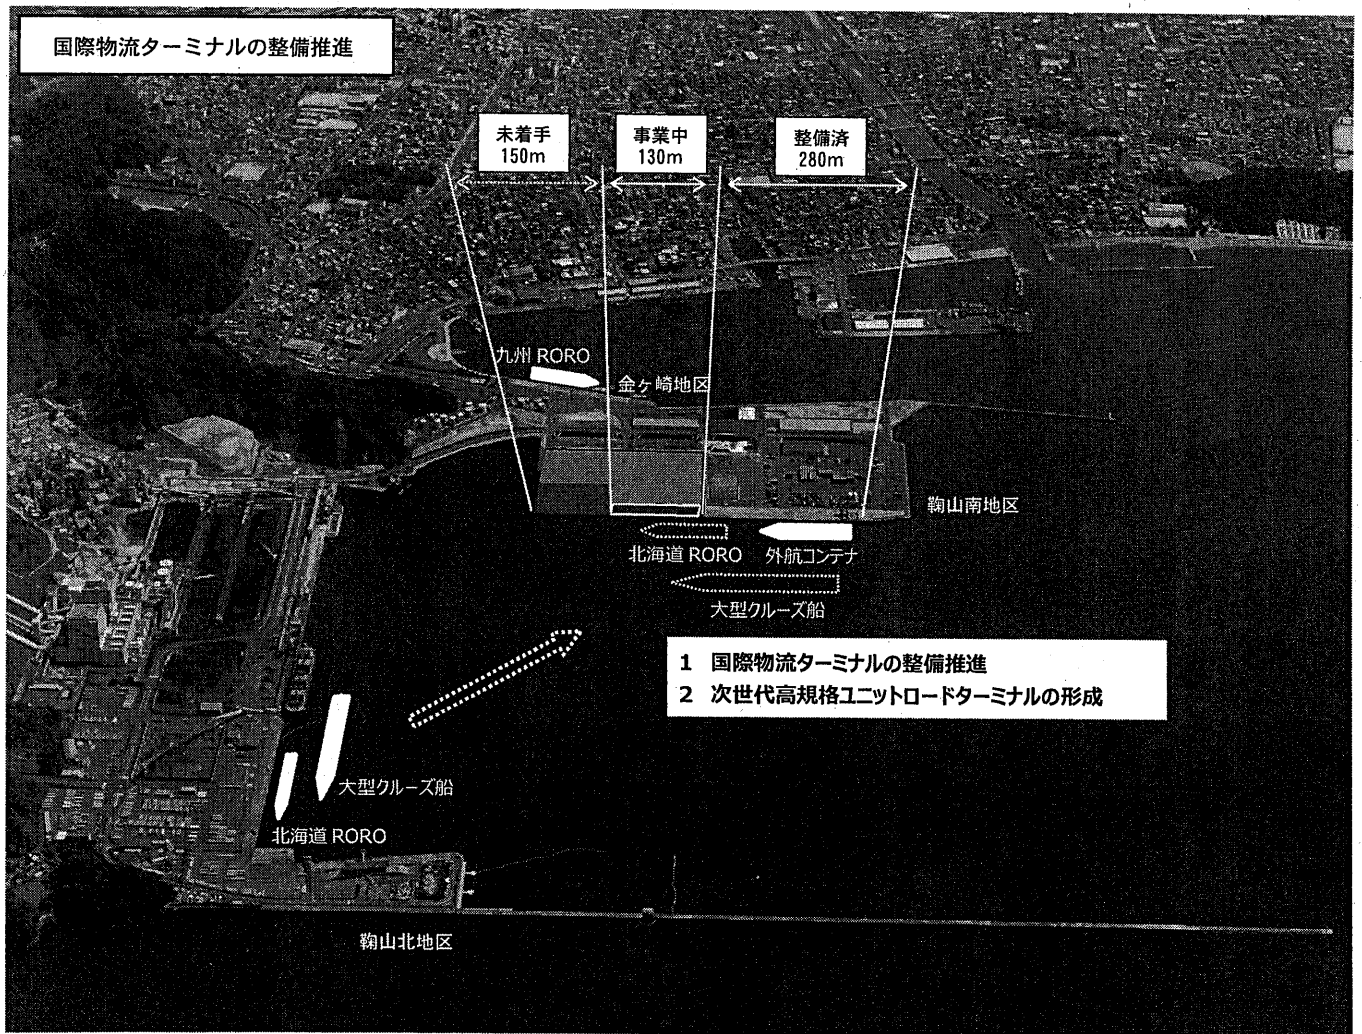 国際物流ターミナルの整備推進
未着手
150m
事業中
130m
整備済
280m
九州 RORO
金ヶ崎地区
鞠山南地区
北海道 RORO
外航コンテナ
大型クルーズ船
1 国際物流ターミナルの整備推進
2 次世代高規格ユニットロードターミナルの形成
大型クルーズ船
北海道 RORO
鞠山北地区